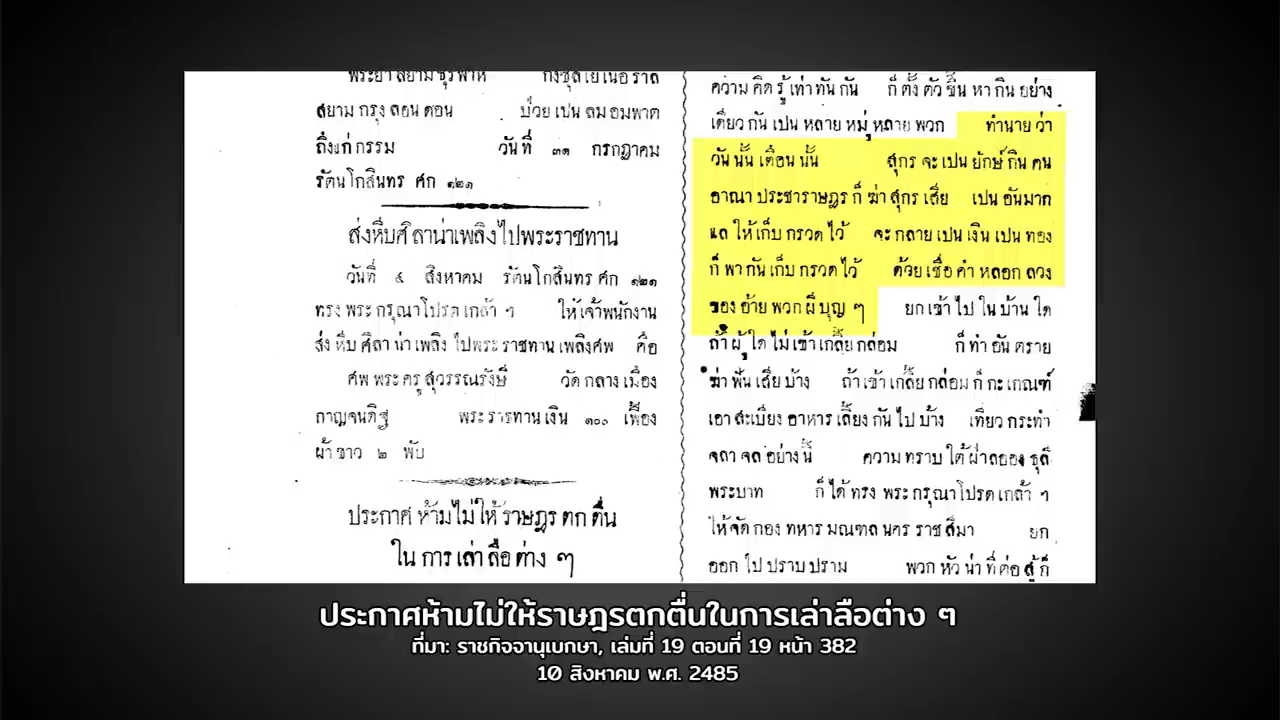 พระยาสยามธุรพาห กงซุลเยเนอราล
สยาม กรุงลอนดอน ป่วยเปนลมอมพาต
ถึงแก่กรรม วันที่ ๓๑ กรกฎาคม
รัตนโกสินทร ศก ๑๒๑
ส่งหีบศิลาน่าเพลิงไปพระราชทาน
วันที่ ๕ สิงหาคม รัตนโกสินทร ศก ๑๒๑
ทรงพระกรุณาโปรดเกล้า ฯ ให้เจ้าพนักงาน
ส่งหีบศิลาน่าเพลิง ไปพระราชทานเพลิงศพ คือ
ศพพระครูสุวรรณรังษี วัดกลาง เมือง
กาญจนดิฐ พระราชทานเงิน ๑๐๐ เฟื้อง
ผ้าขาว ๒ พับ
ประกาศห้ามไม่ให้ราษฎรตกตื่น
ในการเล่าลือต่าง ๆ
ความคิดรู้เท่าทันกัน ก็ตั้งตัวขึ้นหากินอย่าง
เดียวกันเปนหลายหมู่หลายพวก ทำนายว่า
วันนั้นเดือนนั้น สุกรจะเปนยักษ์กินคน
อาณาประชาราษฎรก็ฆ่าสุกรเสีย เปนอันมาก
แลให้เก็บกรวดไว้ จะกลายเปนเงินเปนทอง
ก็พากันเก็บกรวดไว้ ด้วยเชื่อคำหลอกลวง
ของอ้ายพวกผีบุญ ๆ ยกเข้าไปในบ้านใด
ถ้าผู้ใดไม่เข้าเกลี้ยกล่อม ก็ทำอันตราย
ฆ่าฟันเสียบ้าง ถ้าเข้าเกลี้ยกล่อมก็กะเกณฑ์
เอาสะเบียงอาหารเลี้ยงกันไปบ้าง เที่ยวกระทำ
จลาจลอย่างนี้ ความทราบใต้ฝ่าลอองธุลี
พระบาท ก็ได้ทรงพระกรุณาโปรดเกล้า ฯ
ให้จัดกองทหารมณฑลนครราชสีมา ยก
ออกไปปราบปราม พวกหัวน่าที่ต่อสู้ก็
ประกาศห้ามไม่ให้ราษฎรตกตื่นในการเล่าลือต่าง ๆ
ที่มา: ราชกิจจานุเบกษา, เล่มที่ 19 ตอนที่ 19 หน้า 382
10 สิงหาคม พ.ศ. 2485